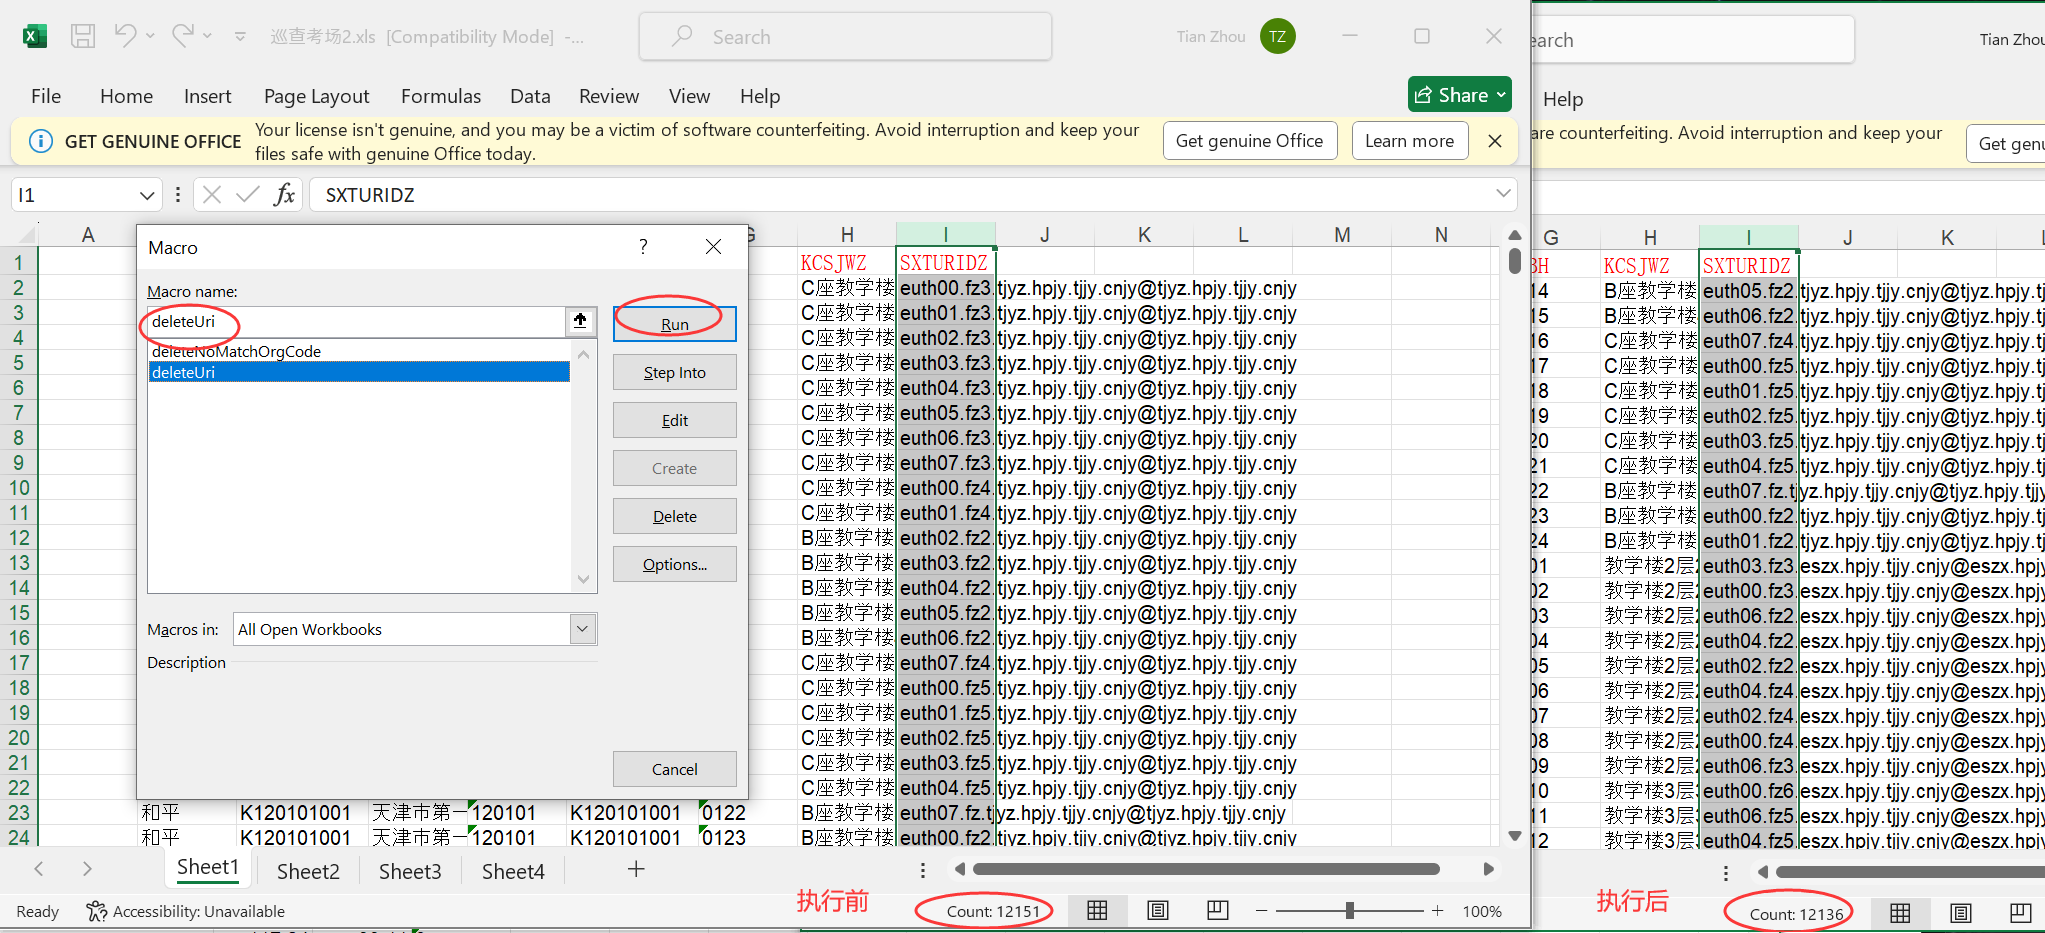 巡查考场2.xls [Compatibility Mode] -...
Search
Tian Zhou
TZ
earch
Tian Zhou
File Home Insert Page Layout Formulas Data Review View Help
Share
Help
GET GENUINE OFFICE
Your license isn't genuine, and you may be a victim of software counterfeiting. Avoid interruption and keep your
files safe with genuine Office today.
Get genuine Office
Learn more
are counterfeiting. Avoid interruption and keep your
Get genu
I1
fx
SXTURIDZ
A G H I J K L M N
G H I J K L
Macro
?
Macro name:
deleteUri
deleteNoMatchOrgCode
deleteUri
Run
Step Into
Edit
Create
Delete
Options...
Macros in:
All Open Workbooks
Description
Cancel
1 KCSJWZ SXTURIDZ
2 C座教学楼 euth00.fz3.tjyz.hpjy.tjjy.cnjy@tjyz.hpjy.tjjy.cnjy
3 C座教学楼 euth01.fz3.tjyz.hpjy.tjjy.cnjy@tjyz.hpjy.tjjy.cnjy
4 C座教学楼 euth02.fz3.tjyz.hpjy.tjjy.cnjy@tjyz.hpjy.tjjy.cnjy
5 C座教学楼 euth03.fz3.tjyz.hpjy.tjjy.cnjy@tjyz.hpjy.tjjy.cnjy
6 C座教学楼 euth04.fz3.tjyz.hpjy.tjjy.cnjy@tjyz.hpjy.tjjy.cnjy
7 C座教学楼 euth05.fz3.tjyz.hpjy.tjjy.cnjy@tjyz.hpjy.tjjy.cnjy
8 C座教学楼 euth06.fz3.tjyz.hpjy.tjjy.cnjy@tjyz.hpjy.tjjy.cnjy
9 C座教学楼 euth07.fz3.tjyz.hpjy.tjjy.cnjy@tjyz.hpjy.tjjy.cnjy
10 C座教学楼 euth00.fz4.tjyz.hpjy.tjjy.cnjy@tjyz.hpjy.tjjy.cnjy
11 C座教学楼 euth01.fz4.tjyz.hpjy.tjjy.cnjy@tjyz.hpjy.tjjy.cnjy
12 B座教学楼 euth02.fz2.tjyz.hpjy.tjjy.cnjy@tjyz.hpjy.tjjy.cnjy
13 B座教学楼 euth03.fz2.tjyz.hpjy.tjjy.cnjy@tjyz.hpjy.tjjy.cnjy
14 B座教学楼 euth04.fz2.tjyz.hpjy.tjjy.cnjy@tjyz.hpjy.tjjy.cnjy
15 B座教学楼 euth05.fz2.tjyz.hpjy.tjjy.cnjy@tjyz.hpjy.tjjy.cnjy
16 B座教学楼 euth06.fz2.tjyz.hpjy.tjjy.cnjy@tjyz.hpjy.tjjy.cnjy
17 C座教学楼 euth07.fz4.tjyz.hpjy.tjjy.cnjy@tjyz.hpjy.tjjy.cnjy
18 C座教学楼 euth00.fz5.tjyz.hpjy.tjjy.cnjy@tjyz.hpjy.tjjy.cnjy
19 C座教学楼 euth01.fz5.tjyz.hpjy.tjjy.cnjy@tjyz.hpjy.tjjy.cnjy
20 C座教学楼 euth02.fz5.tjyz.hpjy.tjjy.cnjy@tjyz.hpjy.tjjy.cnjy
21 C座教学楼 euth03.fz5.tjyz.hpjy.tjjy.cnjy@tjyz.hpjy.tjjy.cnjy
22 C座教学楼 euth04.fz5.tjyz.hpjy.tjjy.cnjy@tjyz.hpjy.tjjy.cnjy
23 和平 K120101001 天津市第一 120101 K120101001 0122 B座教学楼 euth07.fz.tjyz.hpjy.tjjy.cnjy@tjyz.hpjy.tjjy.cnjy
24 和平 K120101001 天津市第一 120101 K120101001 0123 B座教学楼 euth00.fz2.tjyz.hpjy.tjjy.cnjy@tjyz.hpjy.tjjy.cnjy
BH KCSJWZ SXTURIDZ
14 B座教学楼 euth05.fz2.tjyz.hpjy.tjjy.cnjy@tjyz.hpjy.tj
15 B座教学楼 euth06.fz2.tjyz.hpjy.tjjy.cnjy@tjyz.hpjy.tj
16 C座教学楼 euth07.fz4.tjyz.hpjy.tjjy.cnjy@tjyz.hpjy.tj
17 C座教学楼 euth00.fz5.tjyz.hpjy.tjjy.cnjy@tjyz.hpjy.tj
18 C座教学楼 euth01.fz5.tjyz.hpjy.tjjy.cnjy@tjyz.hpjy.tj
19 C座教学楼 euth02.fz5.tjyz.hpjy.tjjy.cnjy@tjyz.hpjy.tj
20 C座教学楼 euth03.fz5.tjyz.hpjy.tjjy.cnjy@tjyz.hpjy.tj
21 C座教学楼 euth04.fz5.tjyz.hpjy.tjjy.cnjy@tjyz.hpjy.tj
22 B座教学楼 euth07.fz.tjyz.hpjy.tjjy.cnjy@tjyz.hpjy.tjj
23 B座教学楼 euth00.fz2.tjyz.hpjy.tjjy.cnjy@tjyz.hpjy.tj
24 B座教学楼 euth01.fz2.tjyz.hpjy.tjjy.cnjy@tjyz.hpjy.tj
01 教学楼2层 euth03.fz3.eszx.hpjy.tjjy.cnjy@eszx.hpjy
02 教学楼2层 euth00.fz3.eszx.hpjy.tjjy.cnjy@eszx.hpjy
03 教学楼2层 euth06.fz2.eszx.hpjy.tjjy.cnjy@eszx.hpjy
04 教学楼2层 euth04.fz2.eszx.hpjy.tjjy.cnjy@eszx.hpjy
05 教学楼2层 euth02.fz2.eszx.hpjy.tjjy.cnjy@eszx.hpjy
06 教学楼2层 euth04.fz4.eszx.hpjy.tjjy.cnjy@eszx.hpjy
07 教学楼2层 euth02.fz4.eszx.hpjy.tjjy.cnjy@eszx.hpjy
08 教学楼2层 euth00.fz4.eszx.hpjy.tjjy.cnjy@eszx.hpjy
09 教学楼2层 euth06.fz3.eszx.hpjy.tjjy.cnjy@eszx.hpjy
10 教学楼3层 euth00.fz6.eszx.hpjy.tjjy.cnjy@eszx.hpjy
11 教学楼3层 euth06.fz5.eszx.hpjy.tjjy.cnjy@eszx.hpjy
12 教学楼3层 euth04.fz5.eszx.hpjy.tjjy.cnjy@eszx.hpjy
Sheet1 Sheet2 Sheet3 Sheet4
执行前
执行后
Ready
Accessibility: Unavailable
Count: 12151
100%
Count: 12136